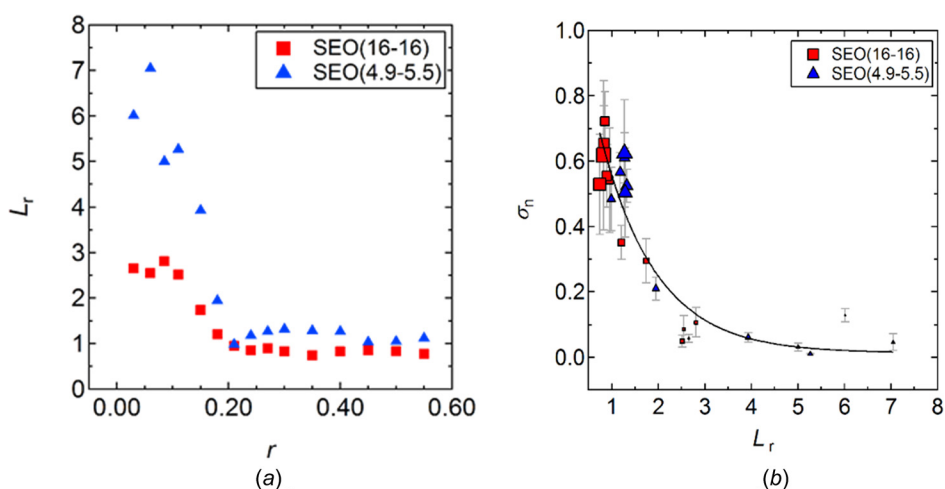 8
7
6
5
4
3
2
1
0
L_r
SEO(16-16)
SEO(4.9-5.5)
0.00 0.20 0.40 0.60
r
(a)
1.0
0.8
0.6
0.4
0.2
0.0
σ_n
SEO(16-16)
SEO(4.9-5.5)
1 2 3 4 5 6 7 8
L_r
(b)